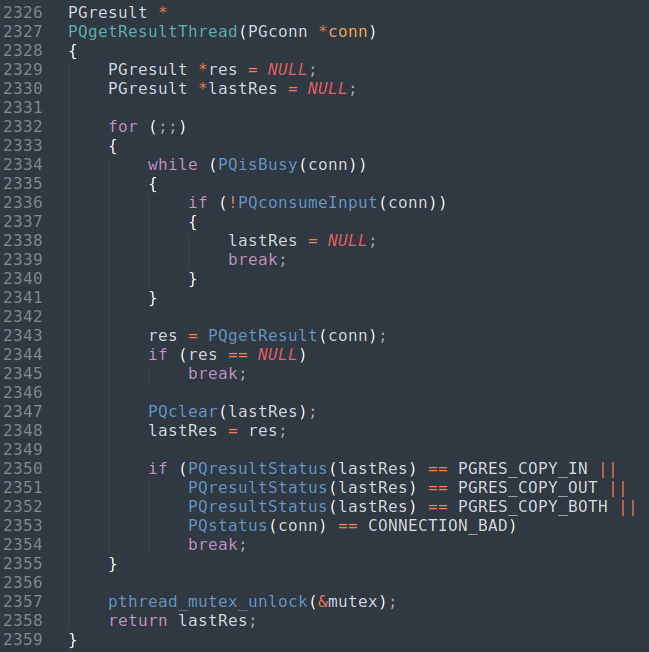 2326 PGresult *
2327 PQgetResultThread(PGconn *conn)
2328 {
2329     PGresult *res = NULL;
2330     PGresult *lastRes = NULL;
2331
2332     for (;;)
2333     {
2334         while (PQisBusy(conn))
2335         {
2336             if (!PQconsumeInput(conn))
2337             {
2338                 lastRes = NULL;
2339                 break;
2340             }
2341         }
2342
2343         res = PQgetResult(conn);
2344         if (res == NULL)
2345             break;
2346
2347         PQclear(lastRes);
2348         lastRes = res;
2349
2350         if (PQresultStatus(lastRes) == PGRES_COPY_IN ||
2351             PQresultStatus(lastRes) == PGRES_COPY_OUT ||
2352             PQresultStatus(lastRes) == PGRES_COPY_BOTH ||
2353             PQstatus(conn) == CONNECTION_BAD)
2354             break;
2355     }
2356
2357     pthread_mutex_unlock(&mutex);
2358     return lastRes;
2359 }